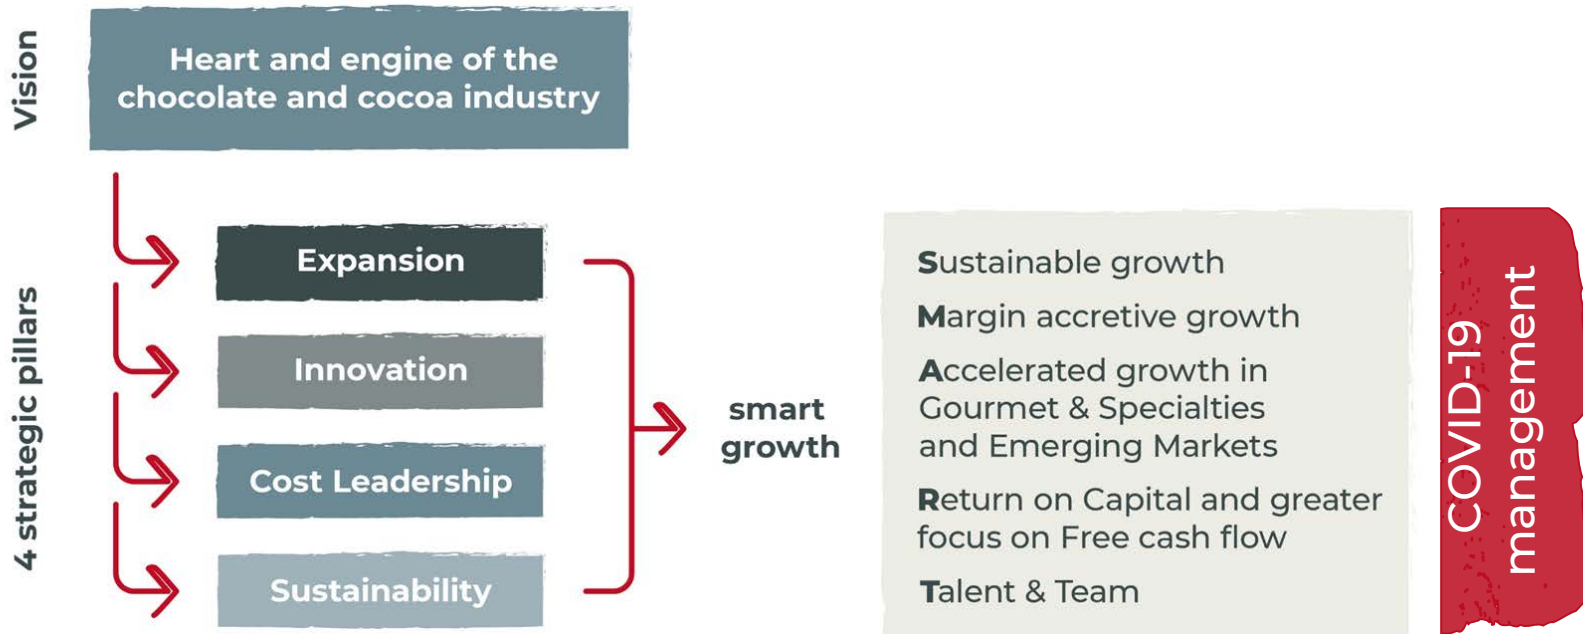 Vision
Heart and engine of the
chocolate and cocoa industry
4 strategic pillars
Expansion
Innovation
Cost Leadership
Sustainability
smart
growth
Sustainable growth
Margin accretive growth
Accelerated growth in
Gourmet & Specialties
and Emerging Markets
Return on Capital and greater
focus on Free cash flow
Talent & Team
COVID-19
management